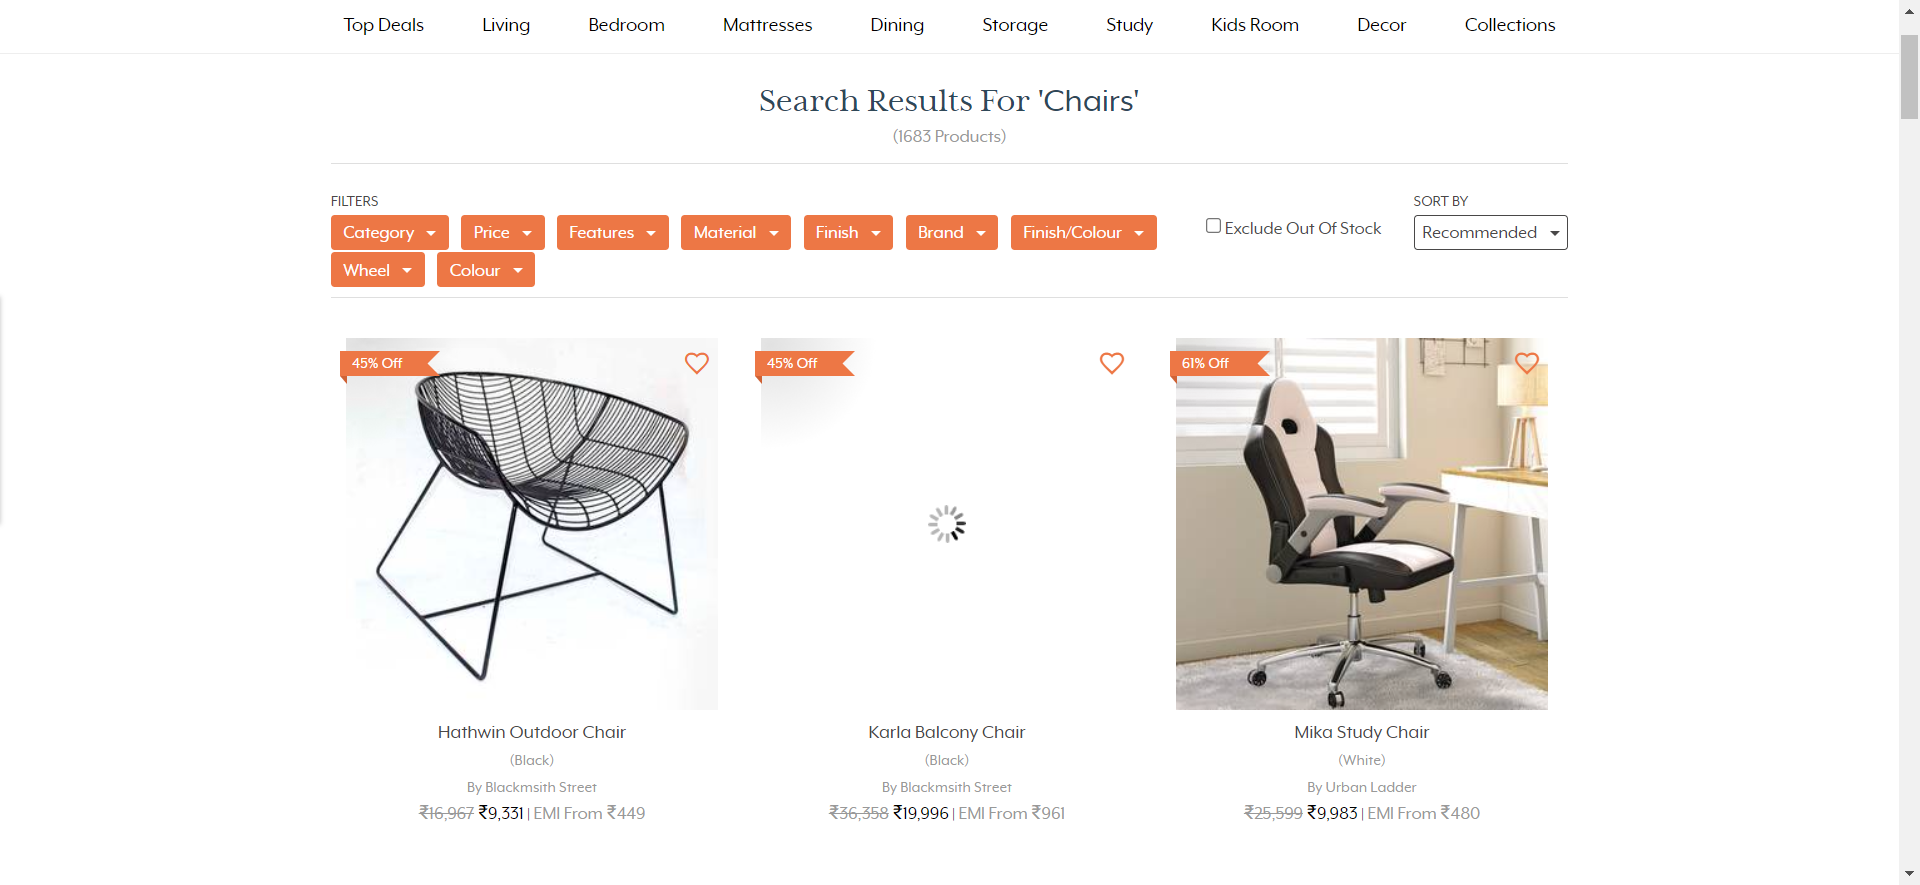 Top Deals Living Bedroom Mattresses Dining Storage Study Kids Room Decor Collections
Search Results For 'Chairs'
(1683 Products)
FILTERS
SORT BY
Category Price Features Material Finish Brand Finish/Colour
Exclude Out Of Stock
Recommended
Wheel Colour
45% Off
45% Off
61% Off
Hathwin Outdoor Chair
(Black)
By Blackmsith Street
₹16,967 ₹9,331 | EMI From ₹449
Karla Balcony Chair
(Black)
By Blackmsith Street
₹36,358 ₹19,996 | EMI From ₹961
Mika Study Chair
(White)
By Urban Ladder
₹25,599 ₹9,983 | EMI From ₹480